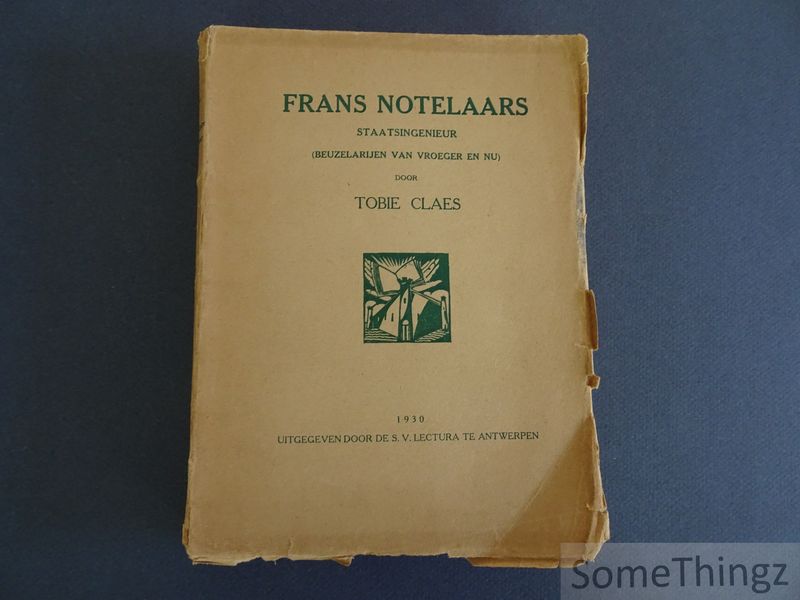 FRANS NOTELAARS
STAATSINGENIEUR
(BEUZELARIJEN VAN VROEGER EN NU)
DOOR
TOBIE CLAES
1930
UITGEGEVEN DOOR DE S. V. LECTURA TE ANTWERPEN
SomeThingz